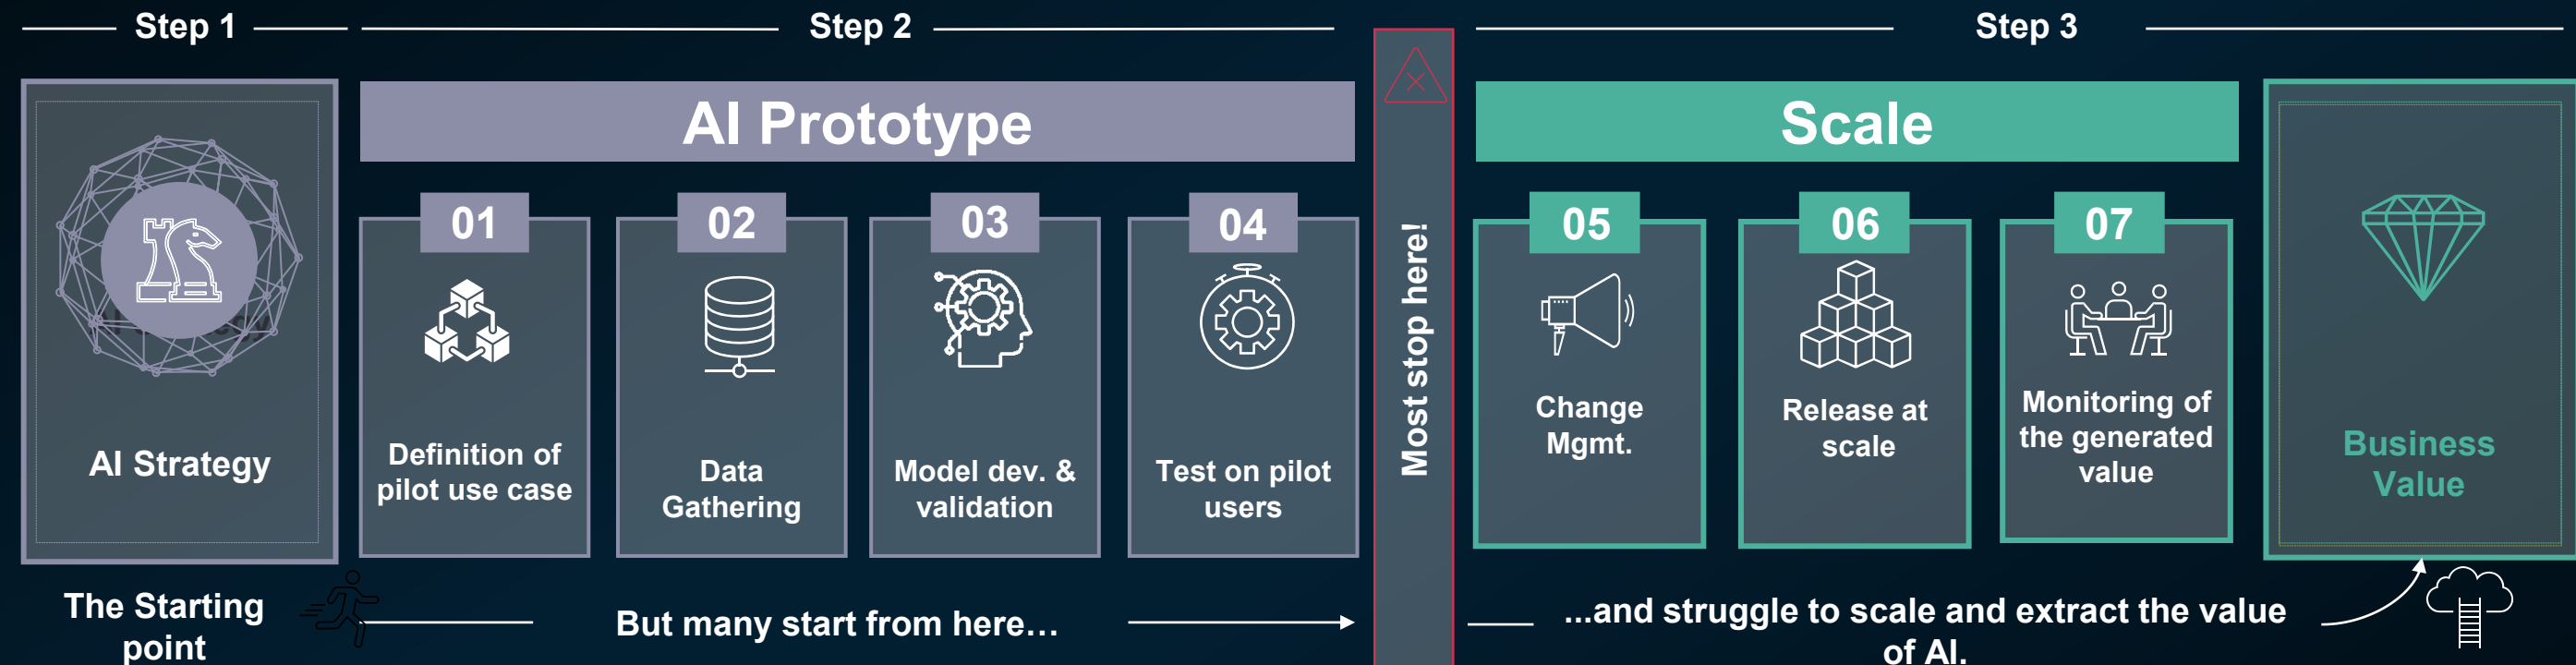 Step 1
Step 2
Step 3
AI Strategy
The Starting
point
AI Prototype
01
Definition of
pilot use case
02
Data
Gathering
03
Model dev. &
validation
04
Test on pilot
users
But many start from here…
Most stop here!
Scale
05
Change
Mgmt.
06
Release at
scale
07
Monitoring of
the generated
value
...and struggle to scale and extract the value
of AI.
Business
Value